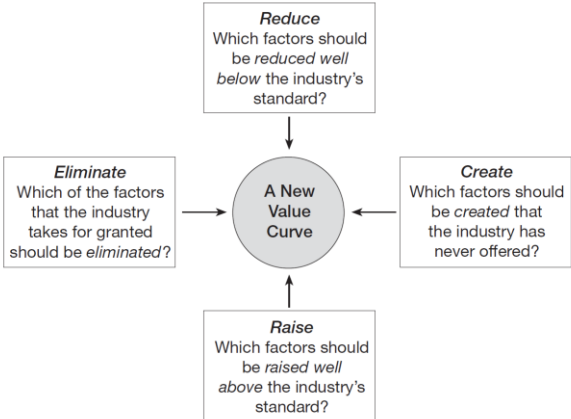 Reduce
Which factors should
be reduced well
below the industry's
standard?
Eliminate
Which of the factors
that the industry
takes for granted
should be eliminated?
A New
Value
Curve
Create
Which factors should
be created that
the industry has
never offered?
Raise
Which factors should
be raised well
above the industry's
standard?